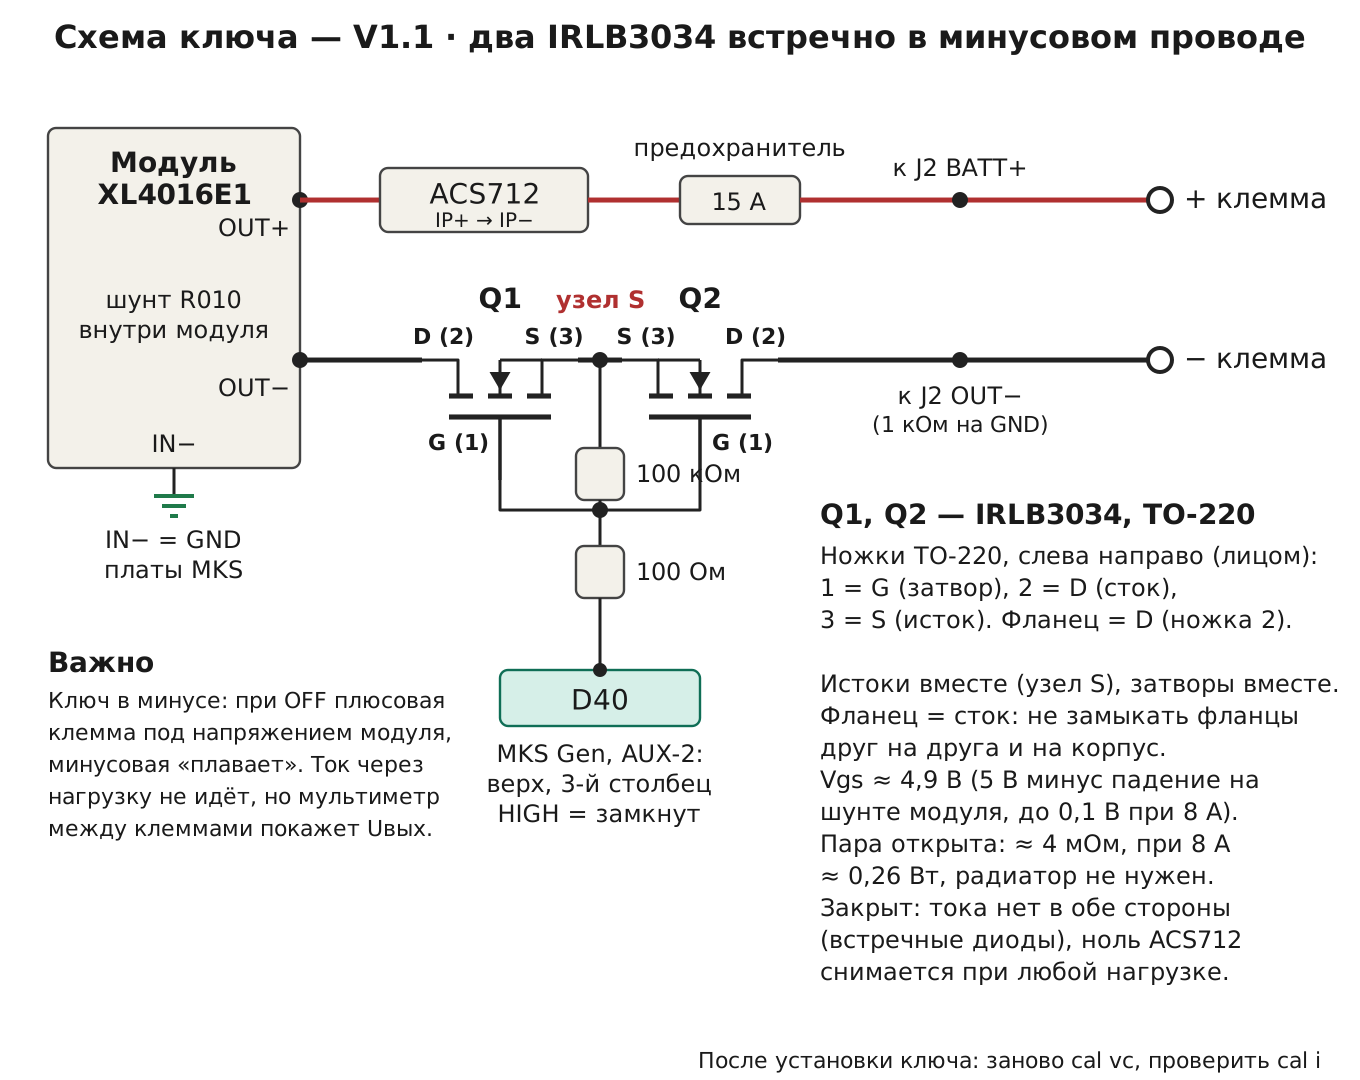 Схема ключа — V1.1 · два IRLB3034 встречно в минусовом проводе
Модуль
XL4016E1
OUT+
шунт R010
внутри модуля
OUT−
IN−
IN− = GND
платы MKS
ACS712
IP+ → IP−
предохранитель
15 А
к J2 BATT+
+ клемма
Q1
узел S
Q2
D (2)
S (3)
S (3)
D (2)
− клемма
к J2 OUT−
(1 кОм на GND)
G (1)
G (1)
100 кОм
100 Ом
D40
MKS Gen, AUX-2:
верх, 3-й столбец
HIGH = замкнут
Важно
Ключ в минусе: при OFF плюсовая
клемма под напряжением модуля,
минусовая «плавает». Ток через
нагрузку не идёт, но мультиметр
между клеммами покажет Uвых.
Q1, Q2 — IRLB3034, TO-220
Ножки TO-220, слева направо (лицом):
1 = G (затвор), 2 = D (сток),
3 = S (исток). Фланец = D (ножка 2).
Истоки вместе (узел S), затворы вместе.
Фланец = сток: не замыкать фланцы
друг на друга и на корпус.
Vgs ≈ 4,9 В (5 В минус падение на
шунте модуля, до 0,1 В при 8 А).
Пара открыта: ≈ 4 мОм, при 8 А
≈ 0,26 Вт, радиатор не нужен.
Закрыт: тока нет в обе стороны
(встречные диоды), ноль ACS712
снимается при любой нагрузке.
После установки ключа: заново cal vc, проверить cal i